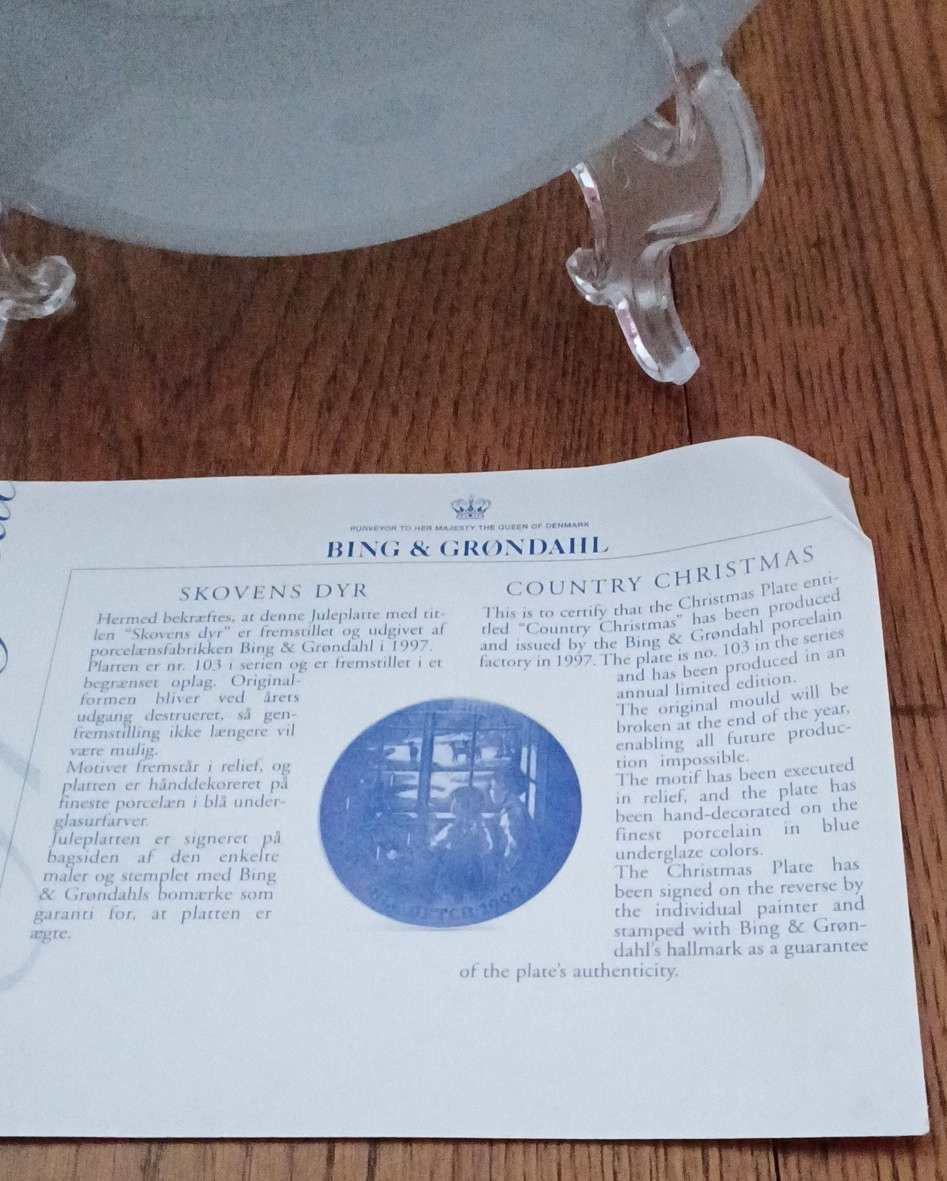 PURVEYOR TO HER MAJESTY THE QUEEN OF DENMARK
BING & GRØNDAHL
SKOVENS DYR
Hermed bekræftes, at denne Juleplatte med tit-
len "Skovens dyr" er fremstillet og udgivet af
porcelænsfabrikken Bing & Grøndahl i 1997.
Platten er nr. 103 i serien og er fremstillet i et
begrænset oplag. Original-
formen bliver ved årets
udgang destrueret, så gen-
fremstilling ikke længere vil
være mulig.
Motivet fremstår i relief, og
platten er hånddekoreret på
fineste porcelæn i blå under-
glasurfarver.
Juleplatten er signeret på
bagsiden af den enkelte
maler og stemplet med Bing
& Grøndahls bomærke som
garanti for, at platten er
ægte.
COUNTRY CHRISTMAS
This is to certify that the Christmas Plate enti-
tled "Country Christmas" has been produced
and issued by the Bing & Grøndahl porcelain
factory in 1997. The plate is no. 103 in the series
and has been produced in an
annual limited edition.
The original mould will be
broken at the end of the year,
enabling all future produc-
tion impossible.
The motif has been executed
in relief, and the plate has
been hand-decorated on the
finest porcelain in blue
underglaze colors.
The Christmas Plate has
been signed on the reverse by
the individual painter and
stamped with Bing & Grøn-
dahl's hallmark as a guarantee
of the plate's authenticity.
EFTER 1997